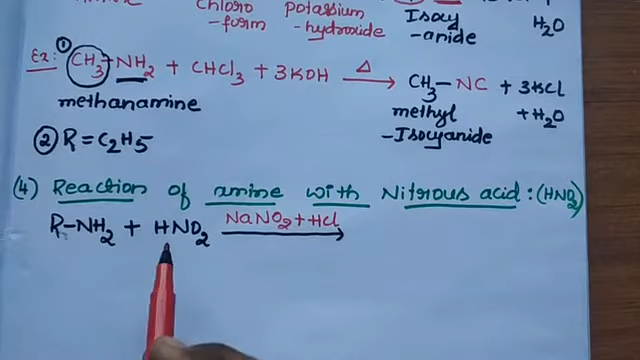 chloro potassium Isocy H2O
-form -hydroxide -anide
Ex: ① CH3-NH2 + CHCl3 + 3KOH Δ → CH3-NC + 3KCl
methanamine methyl + H2O
-Isocyanide
② R=C2H5
(4) Reaction of amine with Nitrous acid: (HNO2)
R-NH2 + HNO2 NaNO2+HCl →